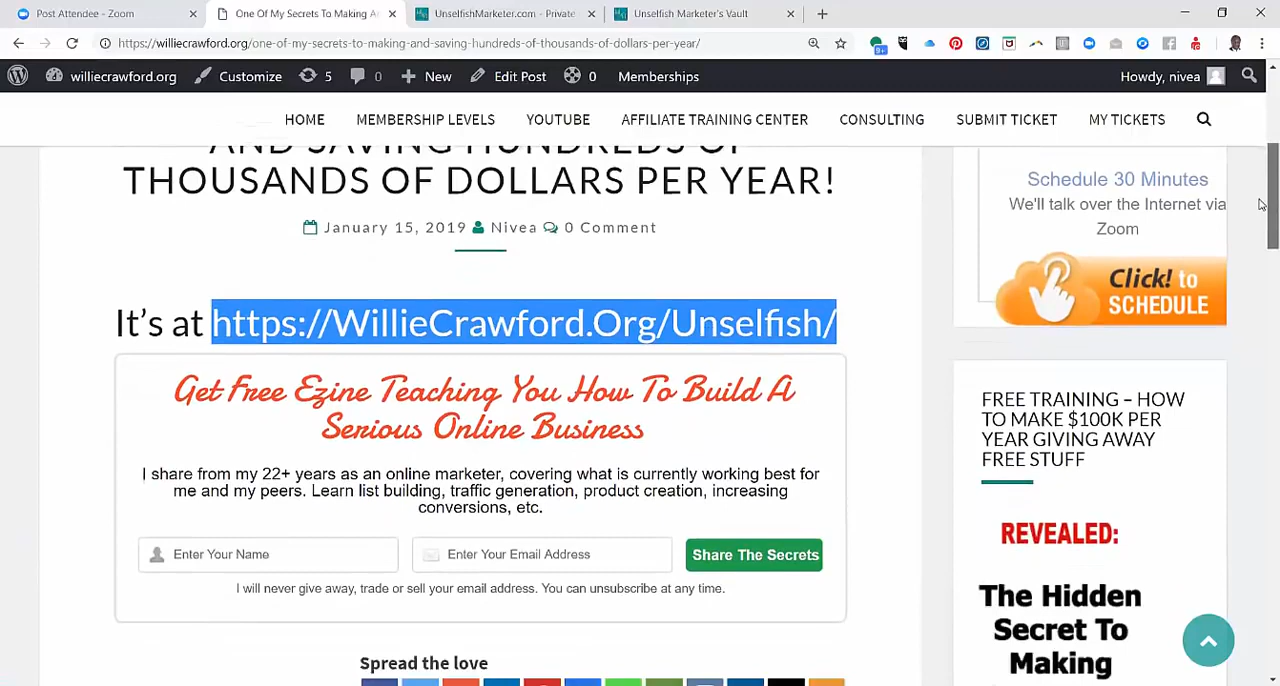 Post Attendee - Zoom
One Of My Secrets To Making A
UnselfishMarketer.com - Private
Unselfish Marketer's Vault
https://williecrawford.org/one-of-my-secrets-to-making-and-saving-hundreds-of-thousands-of-dollars-per-year/
9+
williecrawford.org
Customize
5
0
New
Edit Post
0
Memberships
Howdy, nivea
HOME
MEMBERSHIP LEVELS
YOUTUBE
AFFILIATE TRAINING CENTER
CONSULTING
SUBMIT TICKET
MY TICKETS
AND SAVING HUNDREDS OF
THOUSANDS OF DOLLARS PER YEAR!
January 15, 2019 Nivea 0 Comment
It's at https://WillieCrawford.Org/Unselfish/
Get Free Ezine Teaching You How To Build A
Serious Online Business
I share from my 22+ years as an online marketer, covering what is currently working best for
me and my peers. Learn list building, traffic generation, product creation, increasing
conversions, etc.
Enter Your Name
Enter Your Email Address
Share The Secrets
I will never give away, trade or sell your email address. You can unsubscribe at any time.
Spread the love
Schedule 30 Minutes
We'll talk over the Internet via
Zoom
Click! to
SCHEDULE
FREE TRAINING – HOW
TO MAKE $100K PER
YEAR GIVING AWAY
FREE STUFF
REVEALED:
The Hidden
Secret To
Making